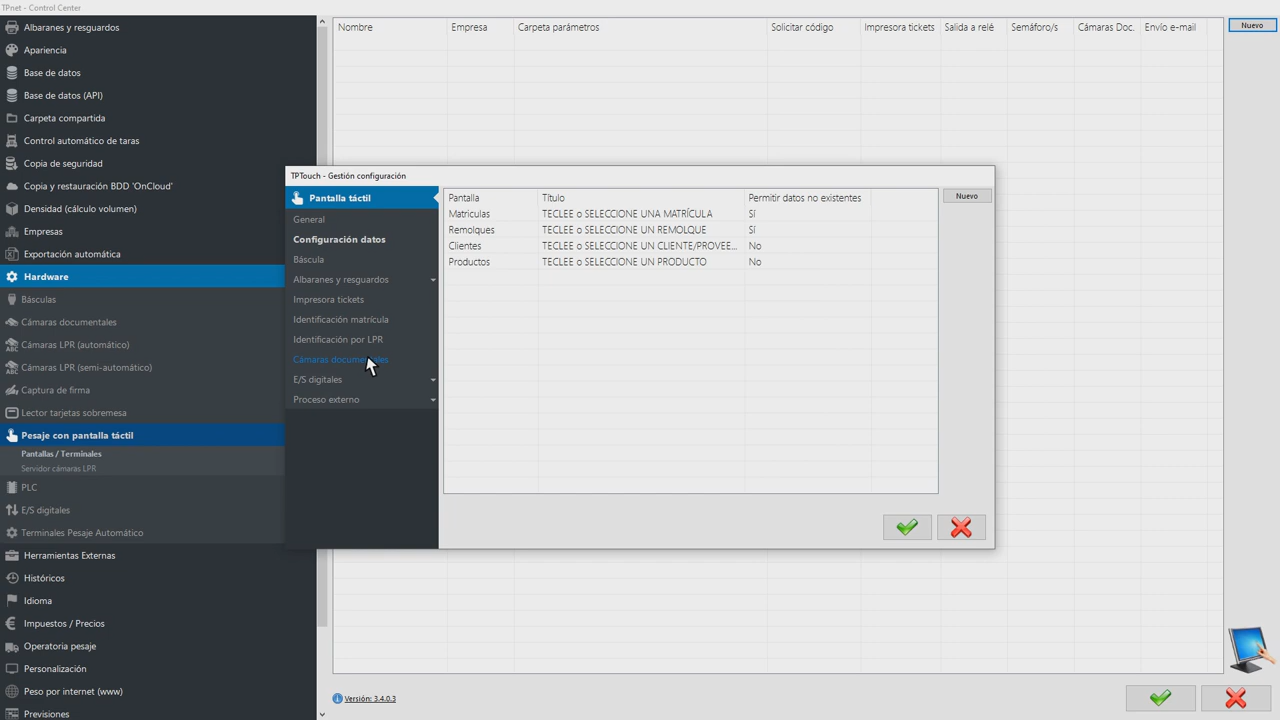 TPnet - Control Center
Albaranes y resguardos
Apariencia
Base de datos
Base de datos (API)
Carpeta compartida
Control automático de taras
Copia de seguridad
Copia y restauración BDD 'OnCloud'
Densidad (cálculo volumen)
Empresas
Exportación automática
Hardware
Básculas
Cámaras documentales
Cámaras LPR (automático)
Cámaras LPR (semi-automático)
Captura de firma
Lector tarjetas sobremesa
Pesaje con pantalla táctil
Pantallas / Terminales
Servidor cámaras LPR
PLC
E/S digitales
Terminales Pesaje Automático
Herramientas Externas
Históricos
Idioma
Impuestos / Precios
Operatoria pesaje
Personalización
Peso por internet (www)
Previsiones
Nombre Empresa Carpeta parámetros Solicitar código Impresora tickets Salida a relé Semáforo/s Cámaras Doc. Envío e-mail
Nuevo
TPTouch - Gestión configuración
Pantalla táctil
General
Configuración datos
Báscula
Albaranes y resguardos
Impresora tickets
Identificación matrícula
Identificación por LPR
Cámaras documentales
E/S digitales
Proceso externo
Pantalla Título Permitir datos no existentes
Matriculas TECLEE o SELECCIONE UNA MATRÍCULA Sí
Remolques TECLEE o SELECCIONE UN REMOLQUE Sí
Clientes TECLEE o SELECCIONE UN CLIENTE/PROVEE... No
Productos TECLEE o SELECCIONE UN PRODUCTO No
Nuevo
Versión: 3.4.0.3